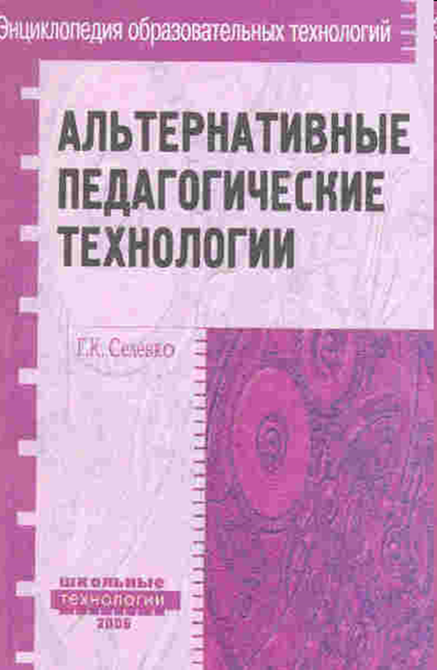 Энциклопедия образовательных технологий
АЛЬТЕРНАТИВНЫЕ
ПЕДАГОГИЧЕСКИЕ
ТЕХНОЛОГИИ
Г.К. Селевко
ШКОЛЬНЫЕ
ТЕХНОЛОГИИ
2005